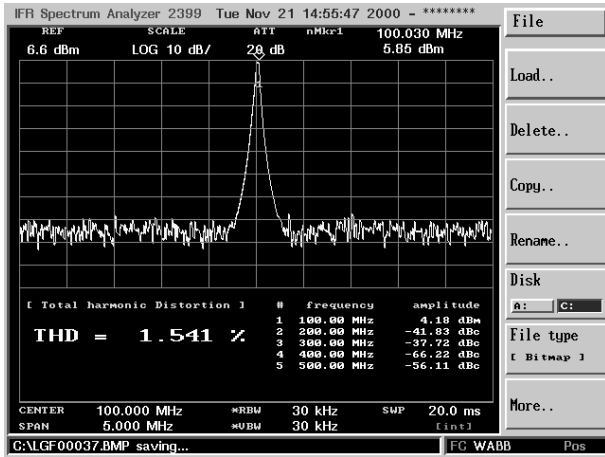 IFR Spectrum Analyzer 2399 Tue Nov 21 14:55:47 2000 - ********
REF SCALE ATT nMkr1 100.030 MHz
6.6 dBm LOG 10 dB/ 20 dB 5.85 dBm
[ Total harmonic Distortion ]
THD = 1.541 %
# frequency amplitude
1 100.00 MHz 4.18 dBm
2 200.00 MHz -41.83 dBc
3 300.00 MHz -37.72 dBc
4 400.00 MHz -66.22 dBc
5 500.00 MHz -56.11 dBc
CENTER 100.000 MHz *RBW 30 kHz SWP 20.0 ms
SPAN 5.000 MHz *VBW 30 kHz [int]
C:\LGF00037.BMP saving... FC WABB Pos
File
Load..
Delete..
Copy..
Rename..
Disk
A: C:
File type
[ Bitmap ]
More..